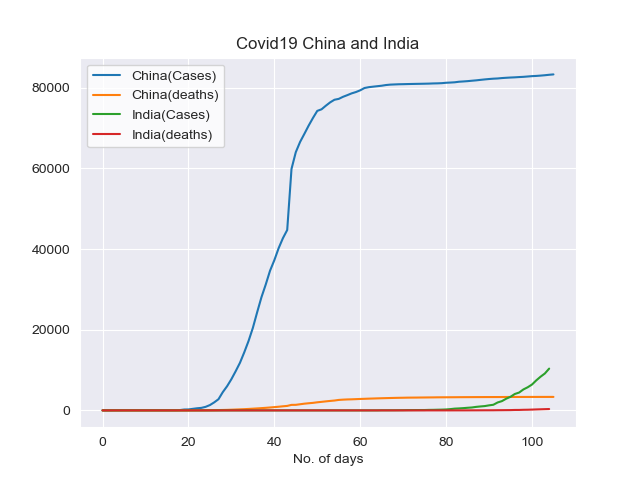 Covid19 China and India
China(Cases)
China(deaths)
India(Cases)
India(deaths)
80000
60000
40000
20000
0
0 20 40 60 80 100
No. of days